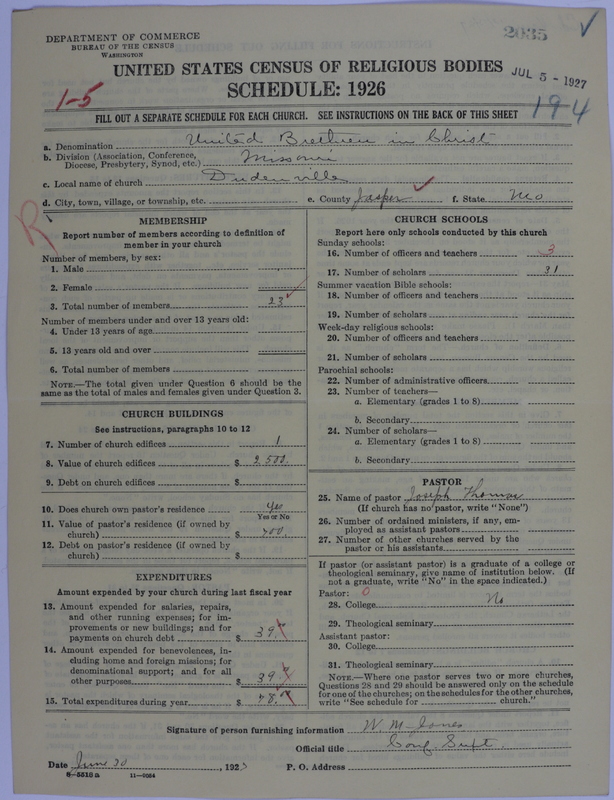 DEPARTMENT OF COMMERCE
BUREAU OF THE CENSUS
WASHINGTON
2035
UNITED STATES CENSUS OF RELIGIOUS BODIES
JUL 5 - 1927
SCHEDULE: 1926
1-5
194
FILL OUT A SEPARATE SCHEDULE FOR EACH CHURCH. SEE INSTRUCTIONS ON THE BACK OF THIS SHEET
a. Denomination United Brethren in Christ
b. Division (Association, Conference, Diocese, Presbytery, Synod, etc.) Missouri
c. Local name of church Dudenville
d. City, town, village, or township, etc.
e. County Jasper
f. State Mo
R
MEMBERSHIP
Report number of members according to definition of
member in your church
Number of members, by sex:
1. Male
2. Female
3. Total number of members 23
Number of members under and over 13 years old:
4. Under 13 years of age
5. 13 years old and over
6. Total number of members
NOTE.—The total given under Question 6 should be the
same as the total of males and females given under Question 3.
CHURCH BUILDINGS
See instructions, paragraphs 10 to 12
7. Number of church edifices 1
8. Value of church edifices $ 2500.
9. Debt on church edifices $
10. Does church own pastor's residence yes
Yes or No
11. Value of pastor's residence (if owned by
church) $ 700.
12. Debt on pastor's residence (if owned by
church) $
EXPENDITURES
Amount expended by your church during last fiscal year
13. Amount expended for salaries, repairs,
and other running expenses; for im-
provements or new buildings; and for
payments on church debt $ 39.
14. Amount expended for benevolences, in-
cluding home and foreign missions; for
denominational support; and for all
other purposes $ 39.
15. Total expenditures during year $ 78.
CHURCH SCHOOLS
Report here only schools conducted by this church
Sunday schools:
16. Number of officers and teachers 3
17. Number of scholars 31
Summer vacation Bible schools:
18. Number of officers and teachers
19. Number of scholars
Week-day religious schools:
20. Number of officers and teachers
21. Number of scholars
Parochial schools:
22. Number of administrative officers
23. Number of teachers—
a. Elementary (grades 1 to 8)
b. Secondary
24. Number of scholars—
a. Elementary (grades 1 to 8)
b. Secondary
PASTOR
25. Name of pastor Joseph Thomas
(If church has no pastor, write "None")
26. Number of ordained ministers, if any, em-
ployed as assistant pastors
27. Number of other churches served by the
pastor or his assistants
If pastor (or assistant pastor) is a graduate of a college or
theological seminary, give name of institution below. (If
not a graduate, write "No" in the space indicated.)
Pastor: 0
28. College No
29. Theological seminary
Assistant pastor:
30. College
31. Theological seminary
NOTE.—Where one pastor serves two or more churches,
Questions 28 and 29 should be answered only on the schedule
for one of the churches; on the schedules for the other churches,
write "See schedule for church."
Signature of person furnishing information W. M. Jones
Official title Conf. Supt.
Date June 20, 192
P. O. Address
8-5310 a 11-9034